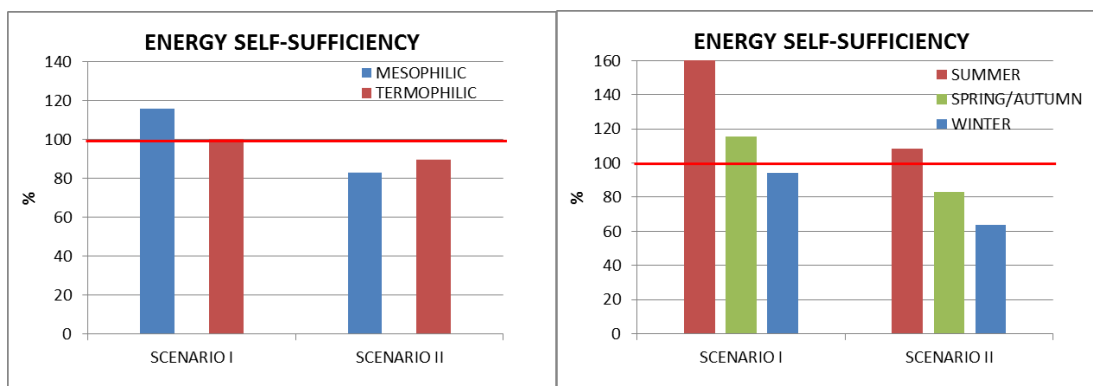 ENERGY SELF-SUFFICIENCY
MESOPHILIC
TERMOPHILIC
%
140
120
100
80
60
40
20
0
SCENARIO I
SCENARIO II
ENERGY SELF-SUFFICIENCY
SUMMER
SPRING/AUTUMN
WINTER
%
160
140
120
100
80
60
40
20
0
SCENARIO I
SCENARIO II